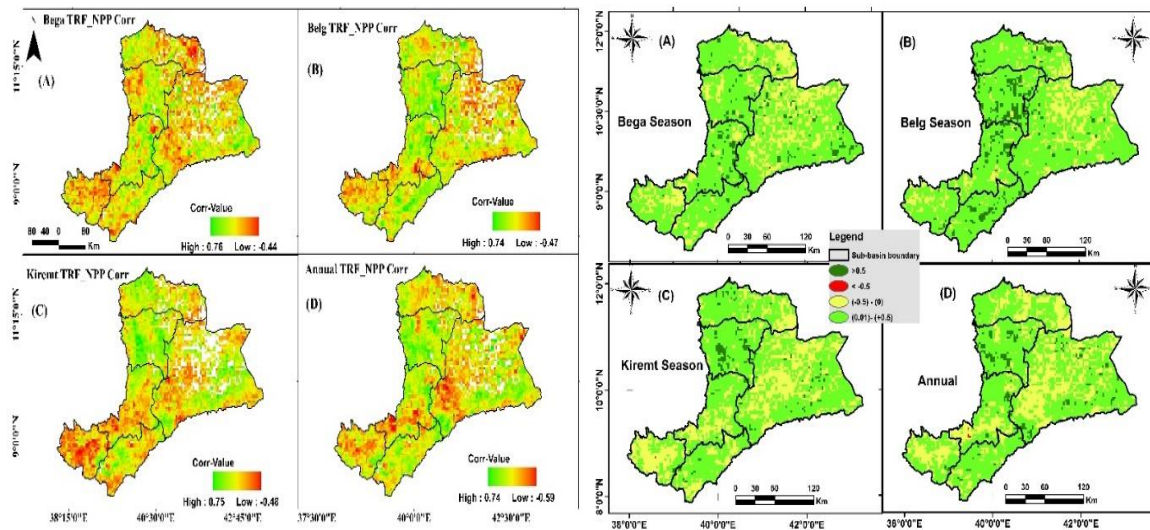 Bega TRF_NPP Corr
(A)
Corr-Value
High : 0.76 Low : -0.44
80 40 0 80
Km
Belg TRF_NPP Corr
(B)
Corr-Value
High : 0.74 Low : -0.47
Kiremt TRF_NPP Corr
(C)
Corr-Value
High : 0.75 Low : -0.48
Annual TRF_NPP Corr
(D)
Corr-Value
High : 0.74 Low : -0.59
38°15'0"E 40°30'0"E 42°45'0"E
37°30'0"E 40°0'0"E 42°30'0"E
(A)
Bega Season
0 30 60 120
Km
(B)
Belg Season
0 30 60 120
Km
Legend
Sub-basin boundary
>0.5
< -0.5
(-0.5) - (0)
(0.01)- (+0.5)
(C)
Kiremt Season
0 30 60 120
Km
(D)
Annual
0 30 60 120
Km
12°0'0"N
10°30'0"N
9°0'0"N
12°0'0"N
10°0'0"N
8°0'0"N
38°0'0"E 40°0'0"E 42°0'0"E
38°0'0"E 40°0'0"E 42°0'0"E